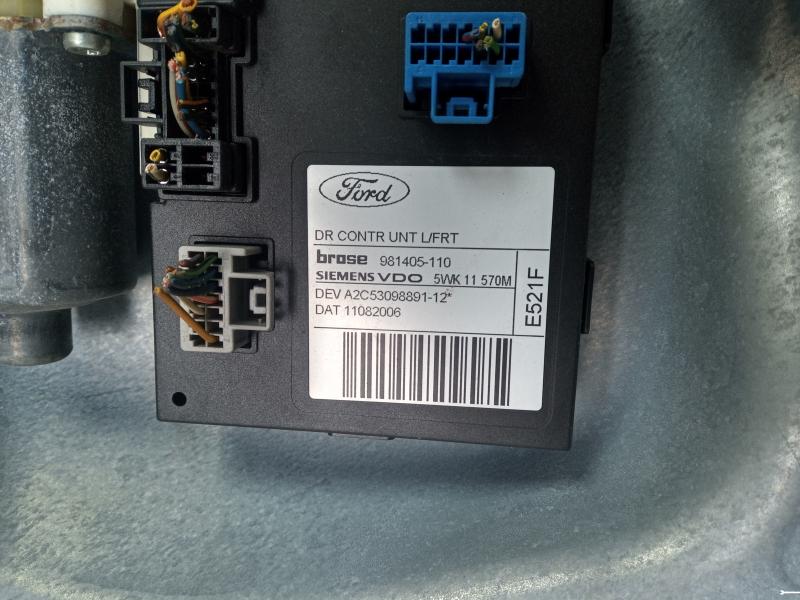 Ford
DR CONTR UNT L/FRT
brose 981405-110
SIEMENS VDO 5WK 11 570M
DEV A2C53098891-12*
DAT 11082006
E521F